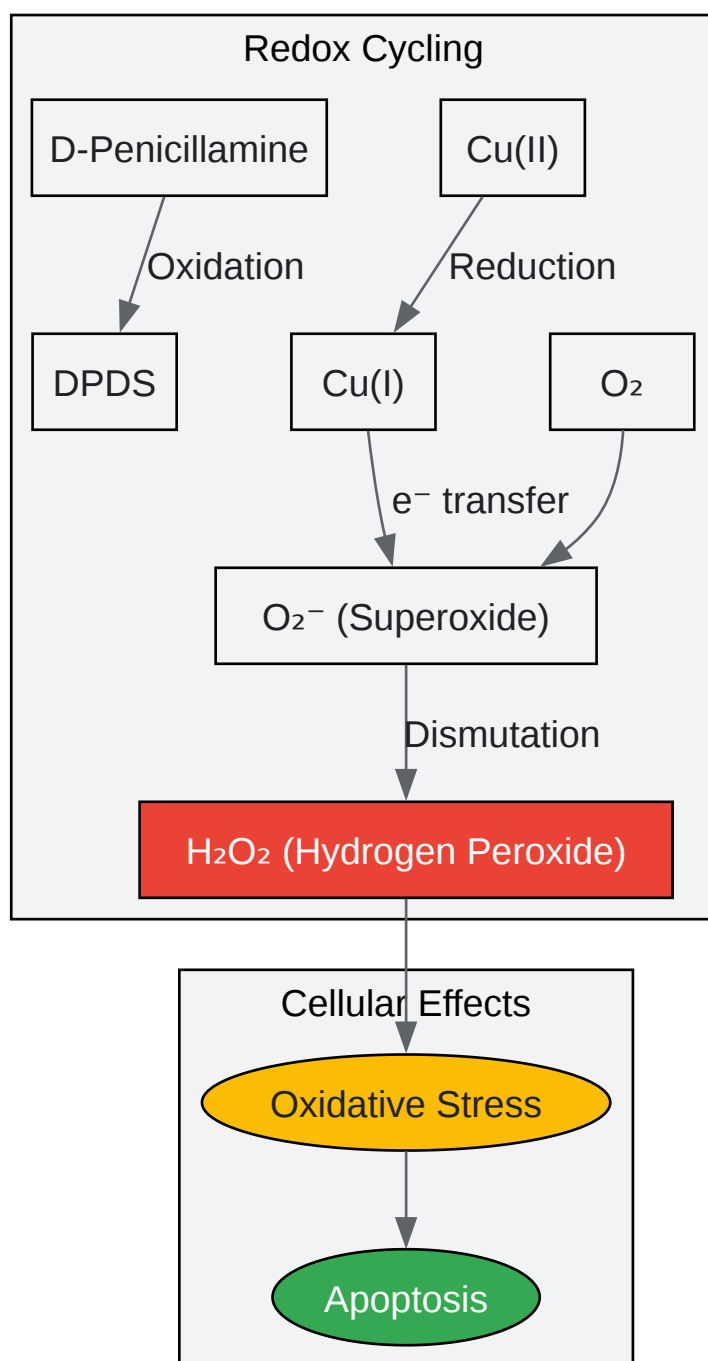 Redox Cycling
D-Penicillamine
Cu(II)
Oxidation
Reduction
DPDS
Cu(I)
O₂
e⁻ transfer
O₂⁻ (Superoxide)
Dismutation
H₂O₂ (Hydrogen Peroxide)
Cellular Effects
Oxidative Stress
Apoptosis